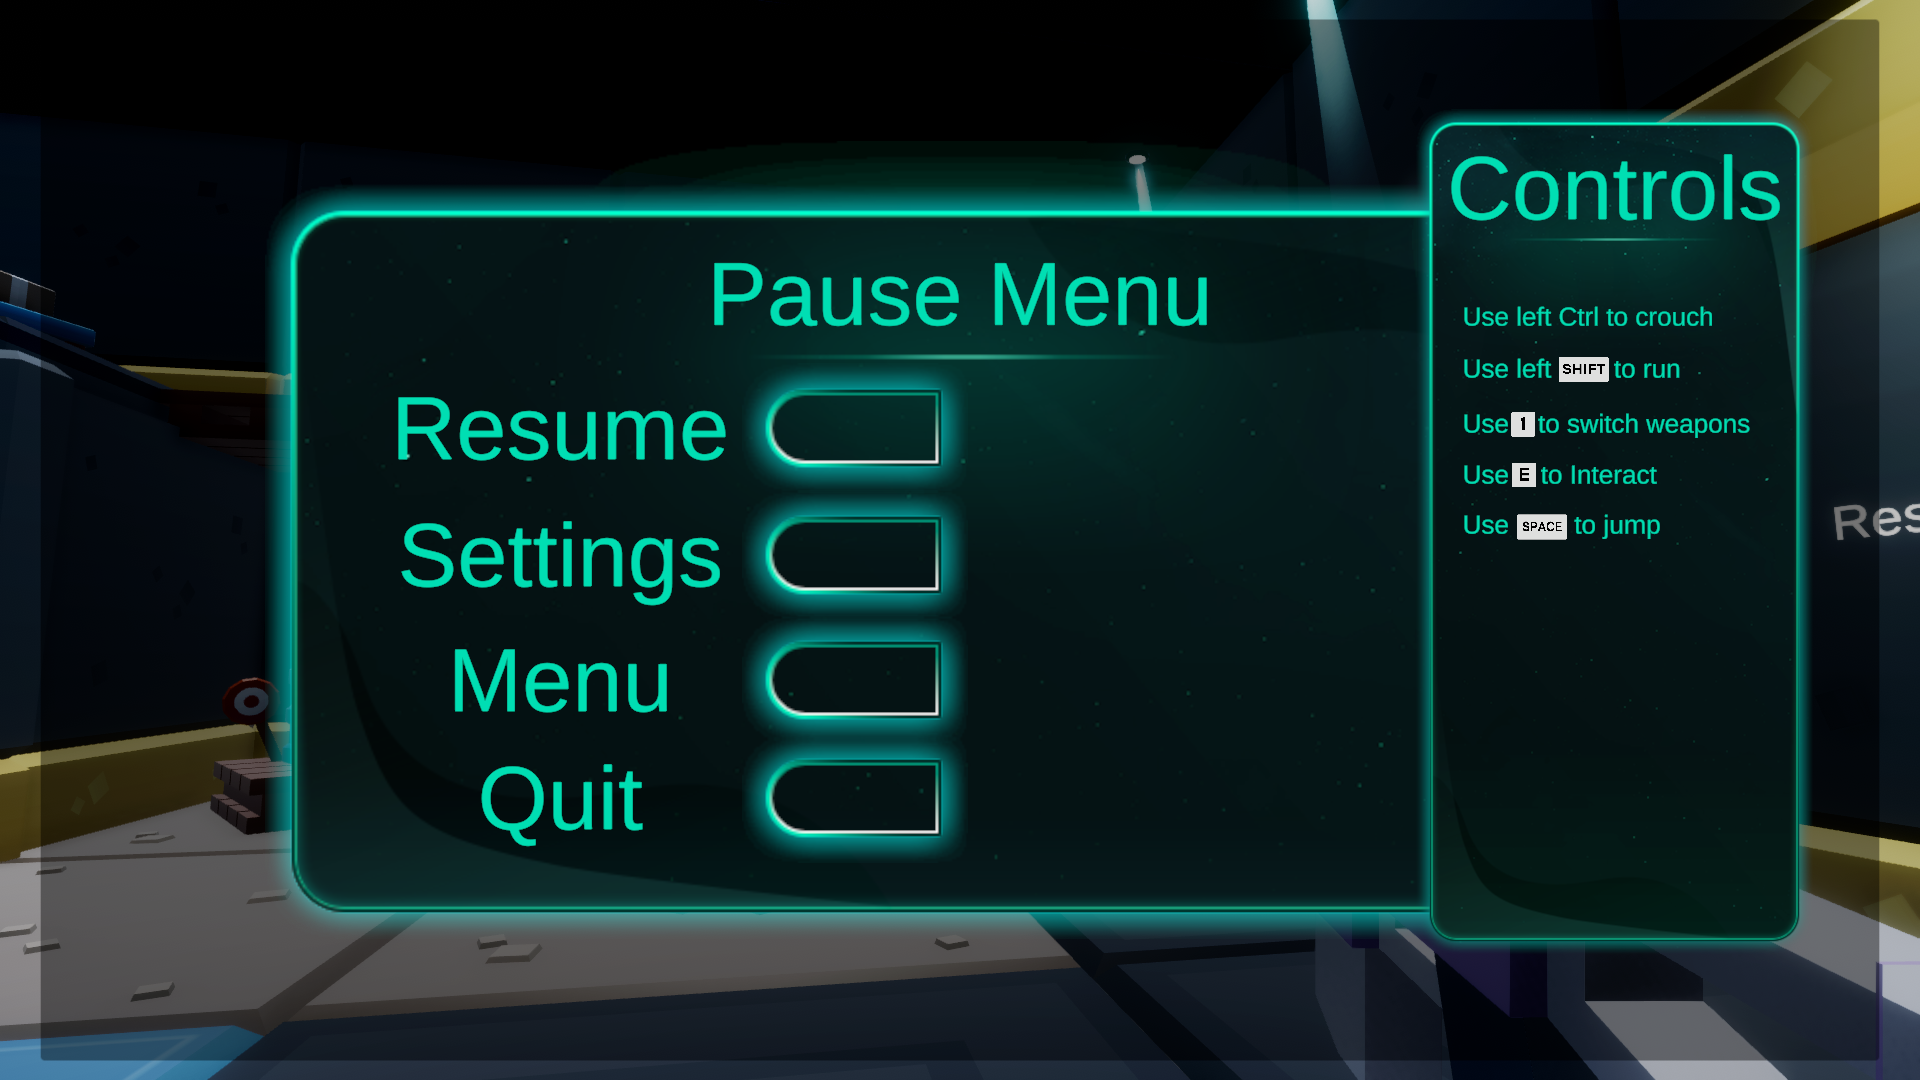 Pause Menu
Resume
Settings
Menu
Quit
Controls
Use left Ctrl to crouch
Use left SHIFT to run
Use 1 to switch weapons
Use E to Interact
Use SPACE to jump
Res